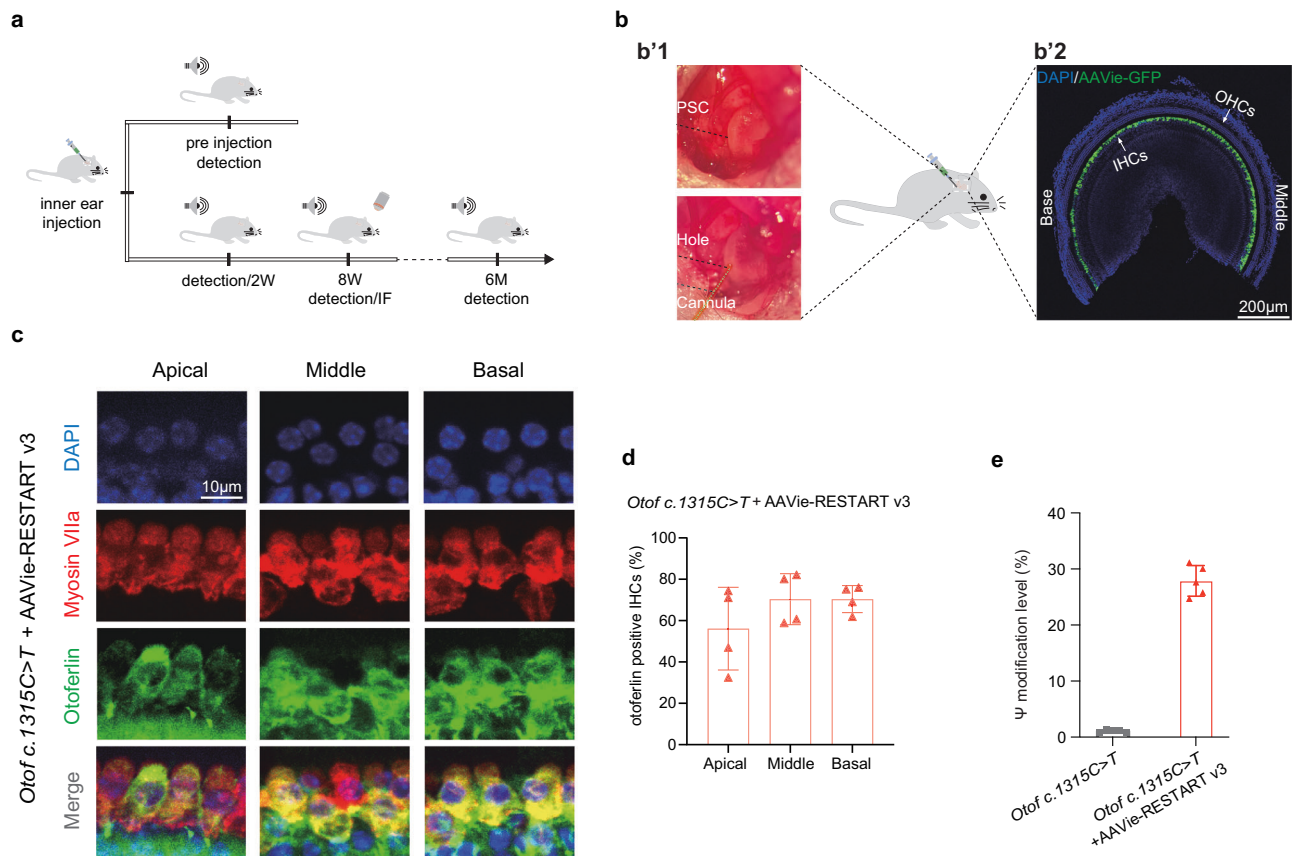 a
pre injection
detection
inner ear
injection
detection/2W
8W
detection/IF
6M
detection
b
b'1
PSC
Hole
Cannula
b'2
DAPI/AAVie-GFP
OHCs
IHCs
Base
Middle
200μm
c
Apical
Middle
Basal
Otof c.1315C>T + AAVie-RESTART v3
DAPI
10μm
Myosin VIIa
Otoferlin
Merge
d
Otof c.1315C>T + AAVie-RESTART v3
otoferlin positive IHCs (%)
100
80
60
40
20
0
Apical
Middle
Basal
e
Ψ modification level (%)
40
30
20
10
0
Otof c.1315C>T
Otof c.1315C>T
+AAVie-RESTART v3